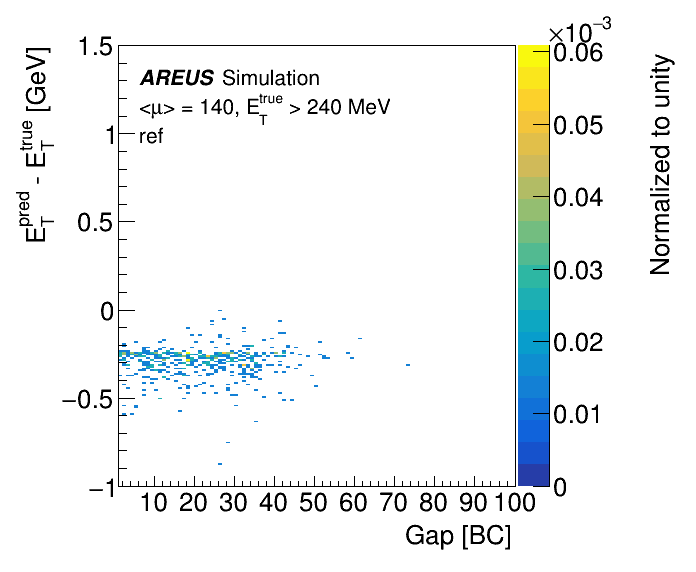 ×10⁻³
E_T^pred - E_T^true [GeV]
1.5
1
0.5
0
−0.5
−1
AREUS Simulation
<μ> = 140, E_T^true > 240 MeV
ref
10 20 30 40 50 60 70 80 90 100
Gap [BC]
0.06
0.05
0.04
0.03
0.02
0.01
0
Normalized to unity